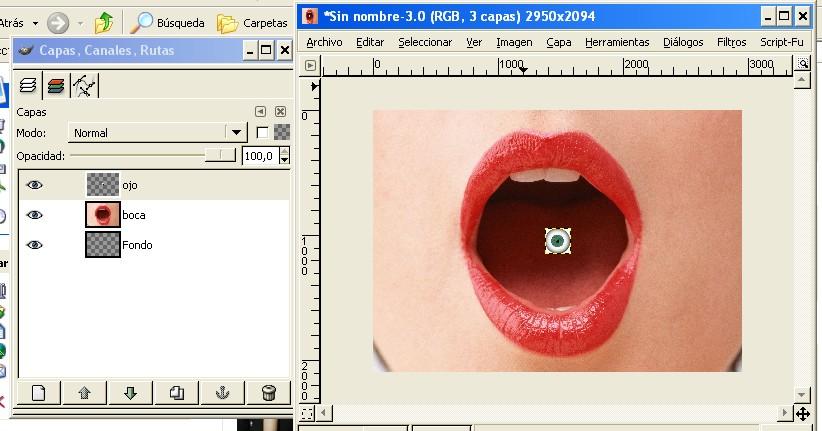 Atrás
Búsqueda
Carpetas
Capas, Canales, Rutas
Capas
Modo:
Normal
Opacidad:
100,0
ojo
boca
Fondo
*Sin nombre-3.0 (RGB, 3 capas) 2950x2094
Archivo Editar Seleccionar Ver Imagen Capa Herramientas Diálogos Filtros Script-Fu
0 1000 2000 3000
0
1000
2000